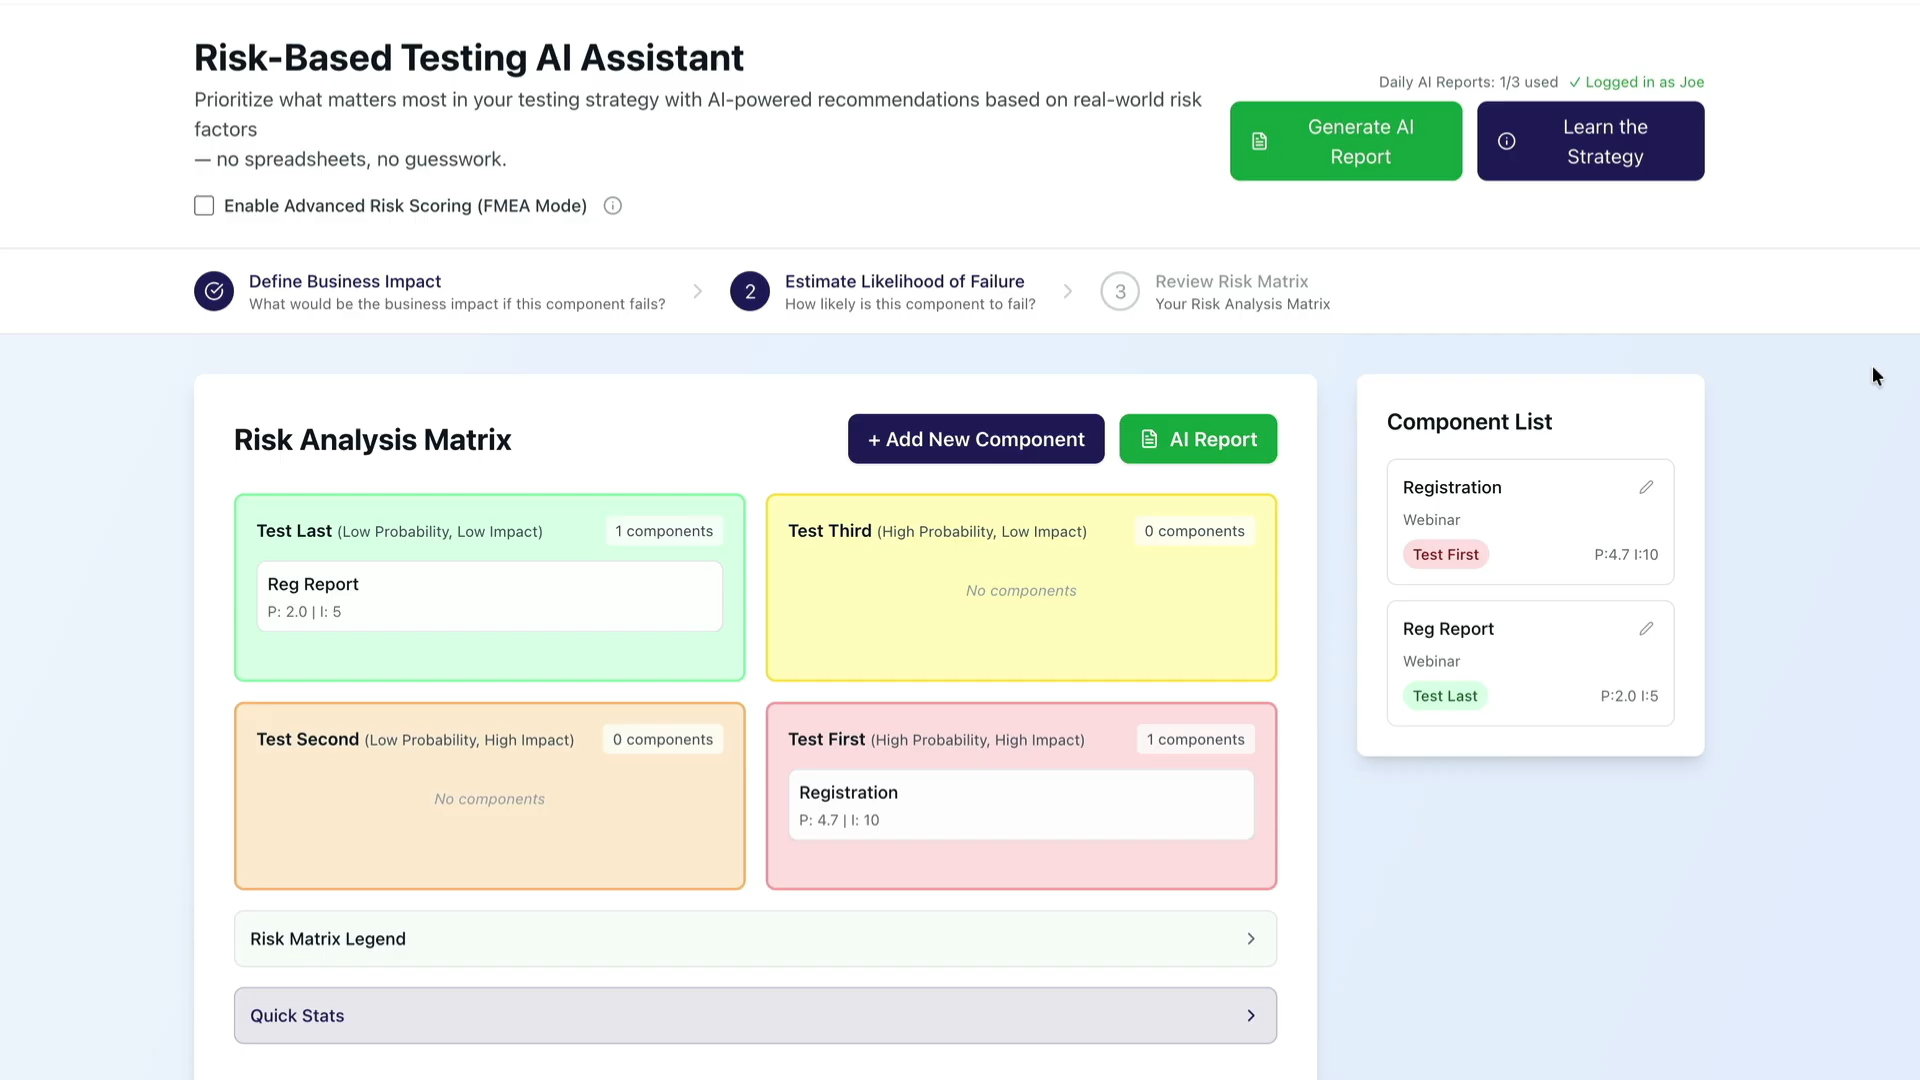 Risk-Based Testing AI Assistant
Prioritize what matters most in your testing strategy with AI-powered recommendations based on real-world risk
factors
— no spreadsheets, no guesswork.
Enable Advanced Risk Scoring (FMEA Mode)
Daily AI Reports: 1/3 used ✓ Logged in as Joe
Generate AI
Report
Learn the
Strategy
Define Business Impact
What would be the business impact if this component fails?
2
Estimate Likelihood of Failure
How likely is this component to fail?
3
Review Risk Matrix
Your Risk Analysis Matrix
Risk Analysis Matrix
+ Add New Component
AI Report
Test Last (Low Probability, Low Impact)
1 components
Reg Report
P: 2.0 | I: 5
Test Third (High Probability, Low Impact)
0 components
No components
Test Second (Low Probability, High Impact)
0 components
No components
Test First (High Probability, High Impact)
1 components
Registration
P: 4.7 | I: 10
Risk Matrix Legend
Quick Stats
Component List
Registration
Webinar
Test First
P:4.7 I:10
Reg Report
Webinar
Test Last
P:2.0 I:5